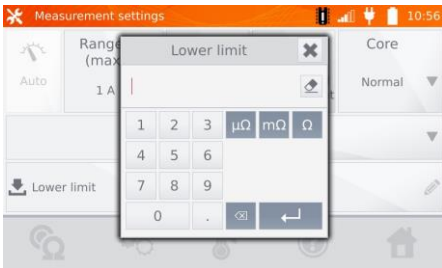 Measurement settings 10:56
Auto
Range
(max
1 A
Lower limit
Core
Normal
1 2 3 μΩ mΩ Ω
4 5 6
7 8 9
0 .
Lower limit